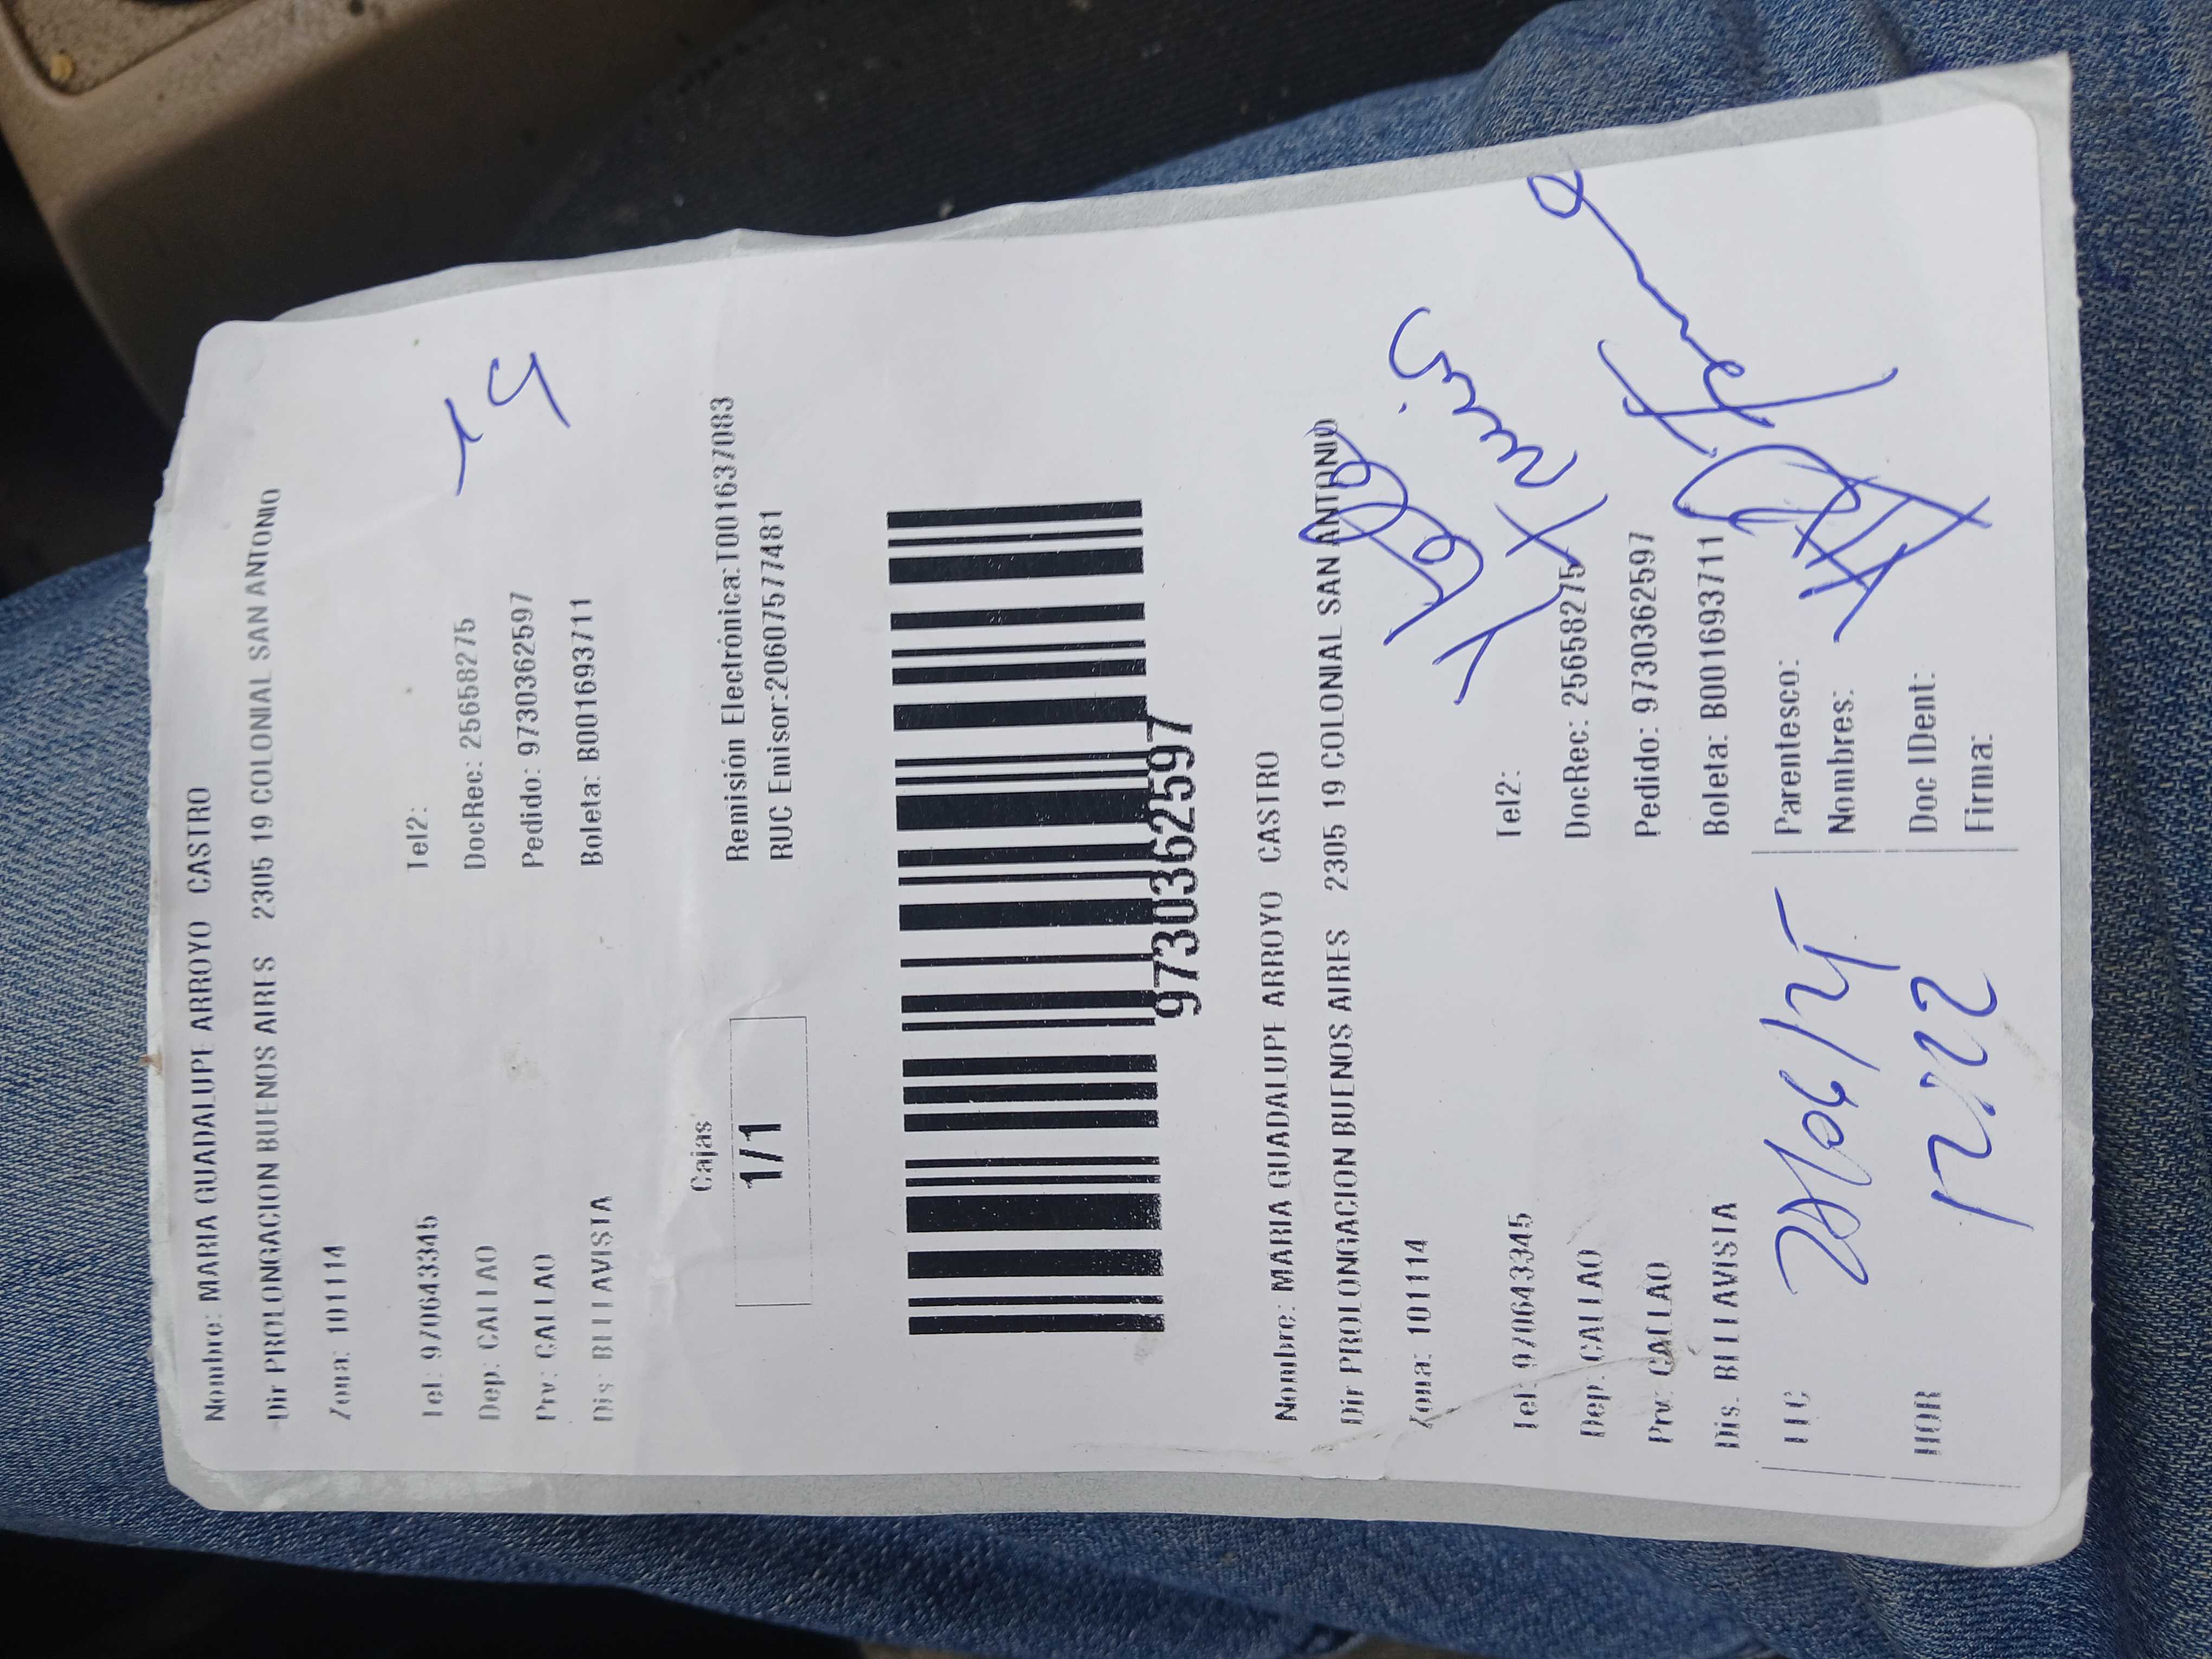 Nombre: MARIA GUADALUPE ARROYO CASTRO
Dir PROLONGACION BUENOS AIRES 2305 19 COLONIAL SAN ANTONIO
Zona: 101114
Tel: 970643345 Tel2:
Dep: CALLAO DocRec: 25658275
Prv: CALLAO Pedido: 9730362597
Dis: BELLAVISTA Boleta: B001693711
19
Cajas
1/1
Remisión Electrónica:T001637083
RUC Emisor:20607577481
9730362597
Nombre: MARIA GUADALUPE ARROYO CASTRO
Dir PROLONGACION BUENOS AIRES 2305 19 COLONIAL SAN ANTONIO
Zona: 101114
Tel: 970643345 Tel2:
Dep: CALLAO DocRec: 25658275
Prv: CALLAO Pedido: 9730362597
Dis. BELLAVISTA Boleta: B001693711
FEC Parentesco:
Nombres:
HOR 12:22 Doc IDent:
Firma: